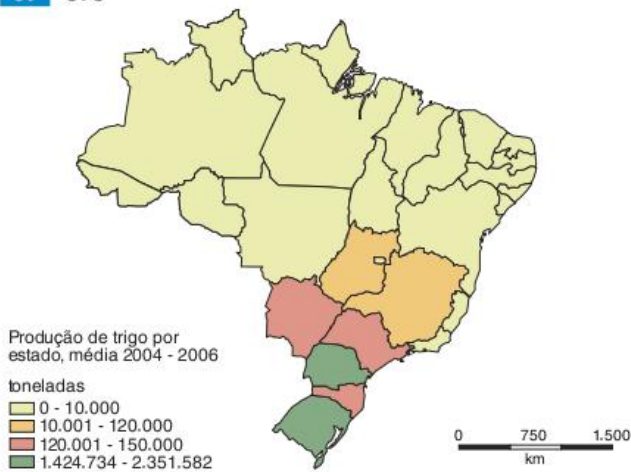 Produção de trigo por
estado, média 2004 - 2006
toneladas
0 - 10.000
10.001 - 120.000
120.001 - 150.000
1.424.734 - 2.351.582
0 750 1.500
km